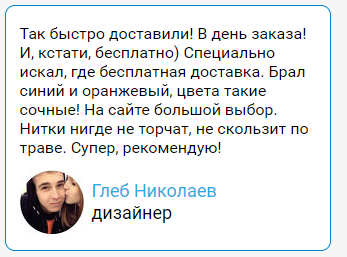 Так быстро доставили! В день заказа!
И, кстати, бесплатно) Специально
искал, где бесплатная доставка. Брал
синий и оранжевый, цвета такие
сочные! На сайте большой выбор.
Нитки нигде не торчат, не скользит по
траве. Супер, рекомендую!
Глеб Николаев
дизайнер